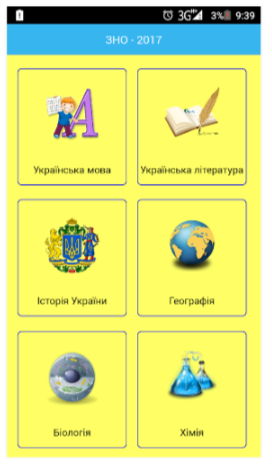 3G 3% 9:39
ЗНО - 2017
Українська мова
Українська література
Історія України
Географія
Біологія
Хімія